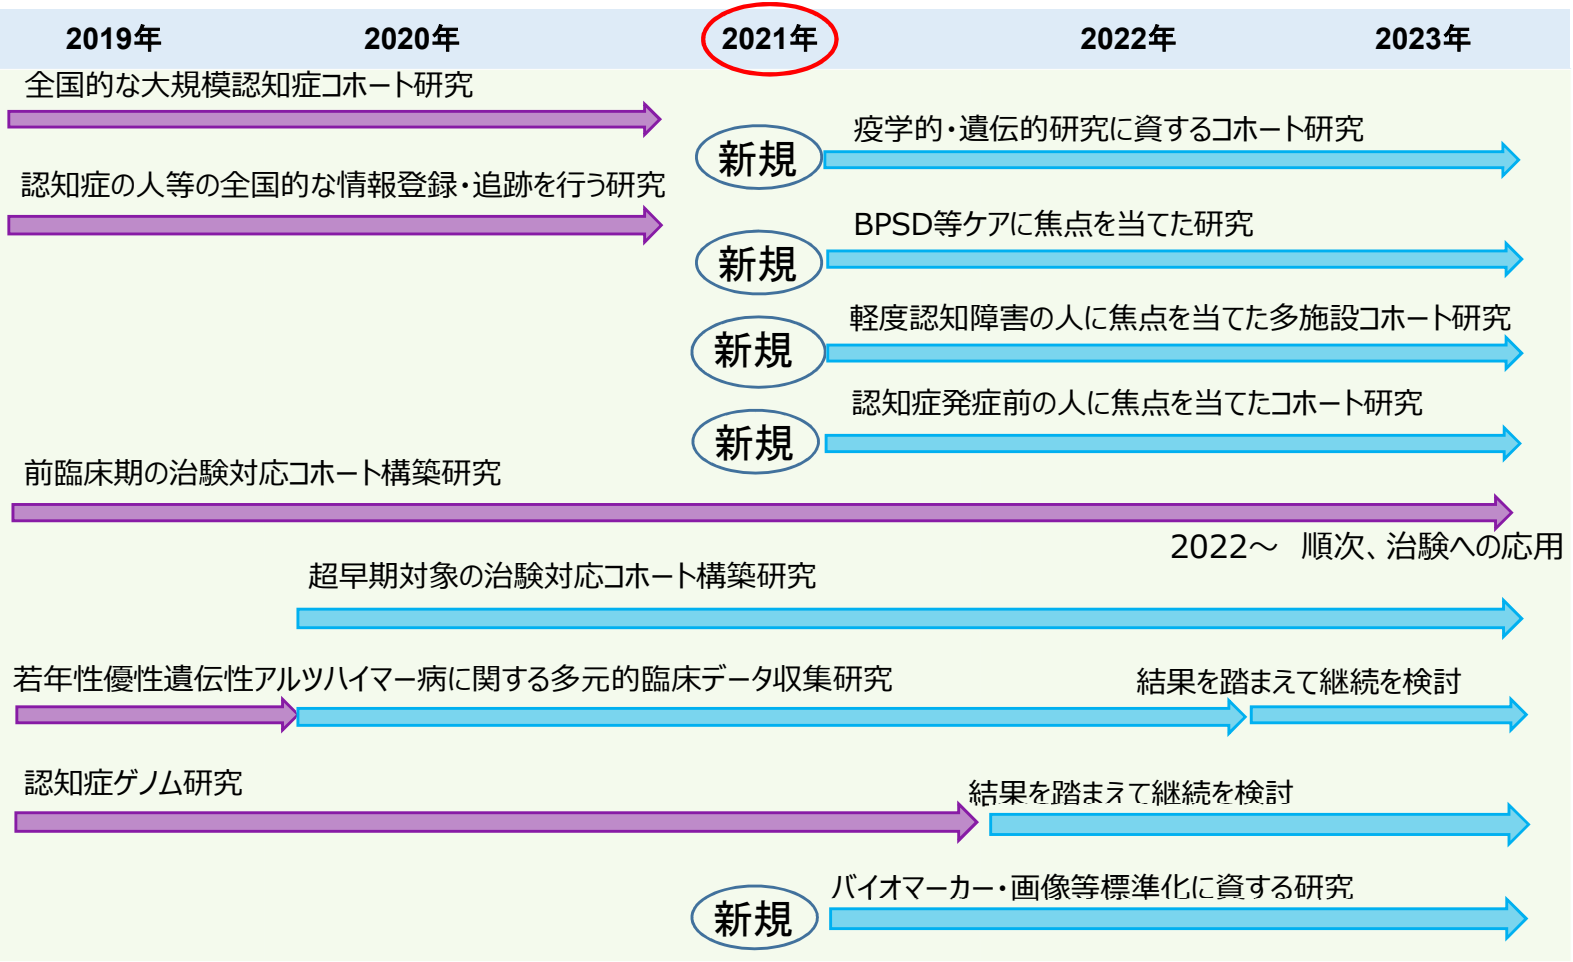 2019年 2020年 2021年 2022年 2023年
全国的な大規模認知症コホート研究
新規 疫学的・遺伝的研究に資するコホート研究
認知症の人等の全国的な情報登録・追跡を行う研究
新規 BPSD等ケアに焦点を当てた研究
新規 軽度認知障害の人に焦点を当てた多施設コホート研究
新規 認知症発症前の人に焦点を当てたコホート研究
前臨床期の治験対応コホート構築研究
2022～ 順次、治験への応用
超早期対象の治験対応コホート構築研究
若年性優性遺伝性アルツハイマー病に関する多元的臨床データ収集研究 結果を踏まえて継続を検討
認知症ゲノム研究 結果を踏まえて継続を検討
新規 バイオマーカー・画像等標準化に資する研究